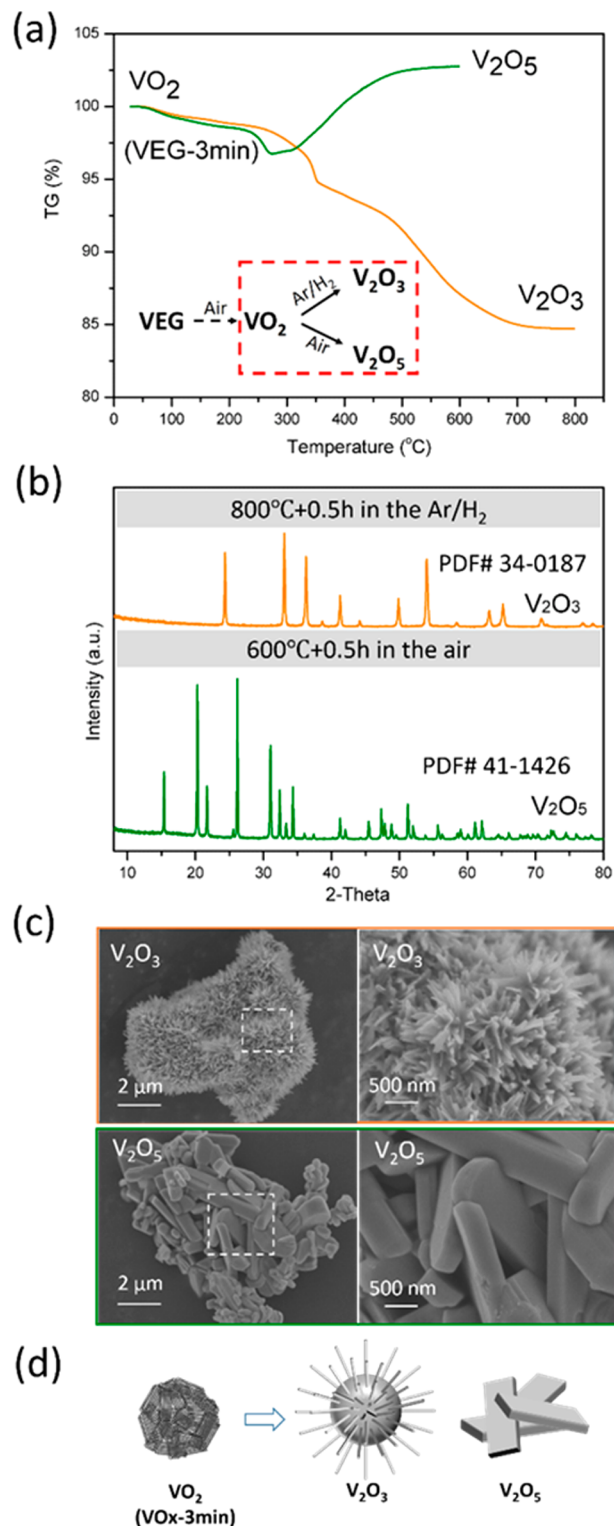 (a)
105
100
95
90
85
80
TG (%)
VO₂
(VEG-3min)
V₂O₅
V₂O₃
VEG
Air
VO₂
Ar/H₂
V₂O₃
Air
V₂O₅
0 100 200 300 400 500 600 700 800
Temperature (°C)
(b)
800℃+0.5h in the Ar/H₂
PDF# 34-0187
V₂O₃
600℃+0.5h in the air
PDF# 41-1426
V₂O₅
Intensity (a.u.)
10 20 30 40 50 60 70 80
2-Theta
(c)
V₂O₃
2 μm
V₂O₃
500 nm
V₂O₅
2 μm
V₂O₅
500 nm
(d)
VO₂
(VOx-3min)
V₂O₃
V₂O₅